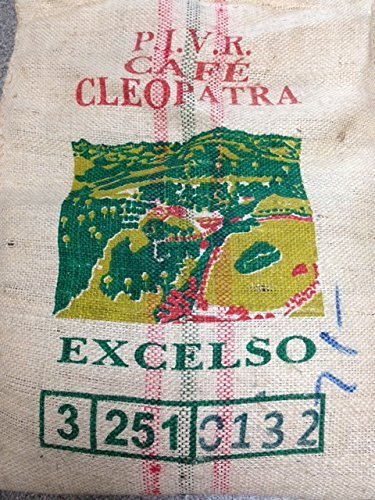 P.I.V.R.
CAFÉ
CLEOPATRA
EXCELSO
3 251 0132